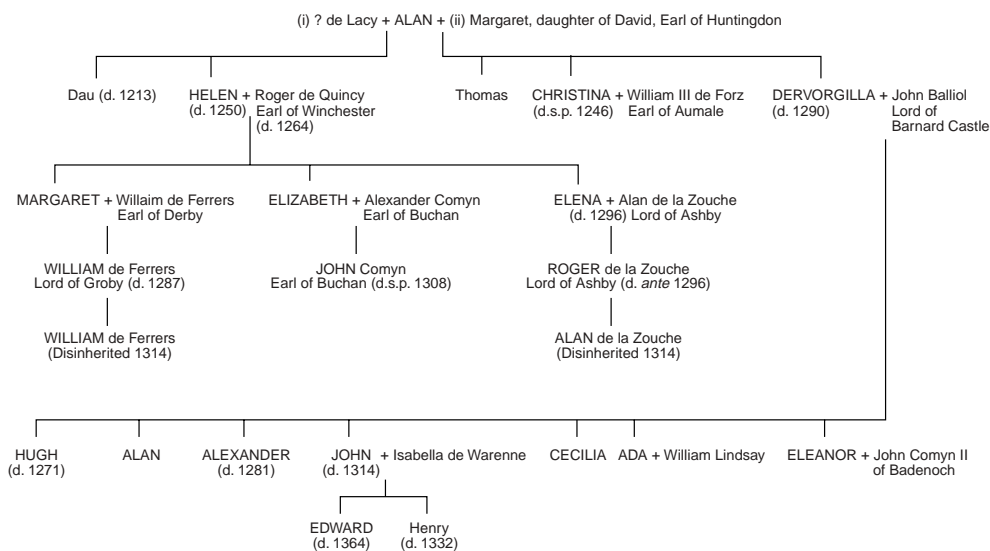 (i) ? de Lacy + ALAN + (ii) Margaret, daughter of David, Earl of Huntingdon
Dau (d. 1213)
HELEN + Roger de Quincy
(d. 1250) Earl of Winchester
(d. 1264)
Thomas
CHRISTINA + William III de Forz
(d.s.p. 1246) Earl of Aumale
DERVORGILLA + John Balliol
(d. 1290) Lord of
Barnard Castle
MARGARET + Willaim de Ferrers
Earl of Derby
ELIZABETH + Alexander Comyn
Earl of Buchan
ELENA + Alan de la Zouche
(d. 1296) Lord of Ashby
WILLIAM de Ferrers
Lord of Groby (d. 1287)
JOHN Comyn
Earl of Buchan (d.s.p. 1308)
ROGER de la Zouche
Lord of Ashby (d. ante 1296)
WILLIAM de Ferrers
(Disinherited 1314)
ALAN de la Zouche
(Disinherited 1314)
HUGH
(d. 1271)
ALAN
ALEXANDER
(d. 1281)
JOHN + Isabella de Warenne
(d. 1314)
CECILIA
ADA + William Lindsay
ELEANOR + John Comyn II
of Badenoch
EDWARD
(d. 1364)
Henry
(d. 1332)